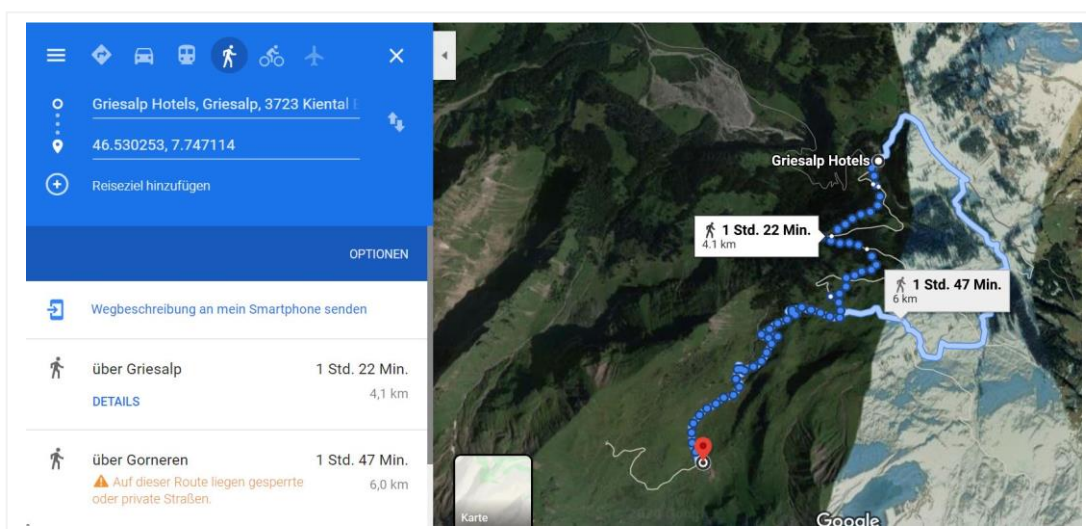 Griesalp Hotels, Griesalp, 3723 Kiental
46.530253, 7.747114
Reiseziel hinzufügen
OPTIONEN
Wegbeschreibung an mein Smartphone senden
über Griesalp 1 Std. 22 Min.
DETAILS 4,1 km
über Gorneren 1 Std. 47 Min.
Auf dieser Route liegen gesperrte 6,0 km
oder private Straßen.
Griesalp Hotels
1 Std. 22 Min.
4.1 km
1 Std. 47 Min.
6 km
Karte
Google